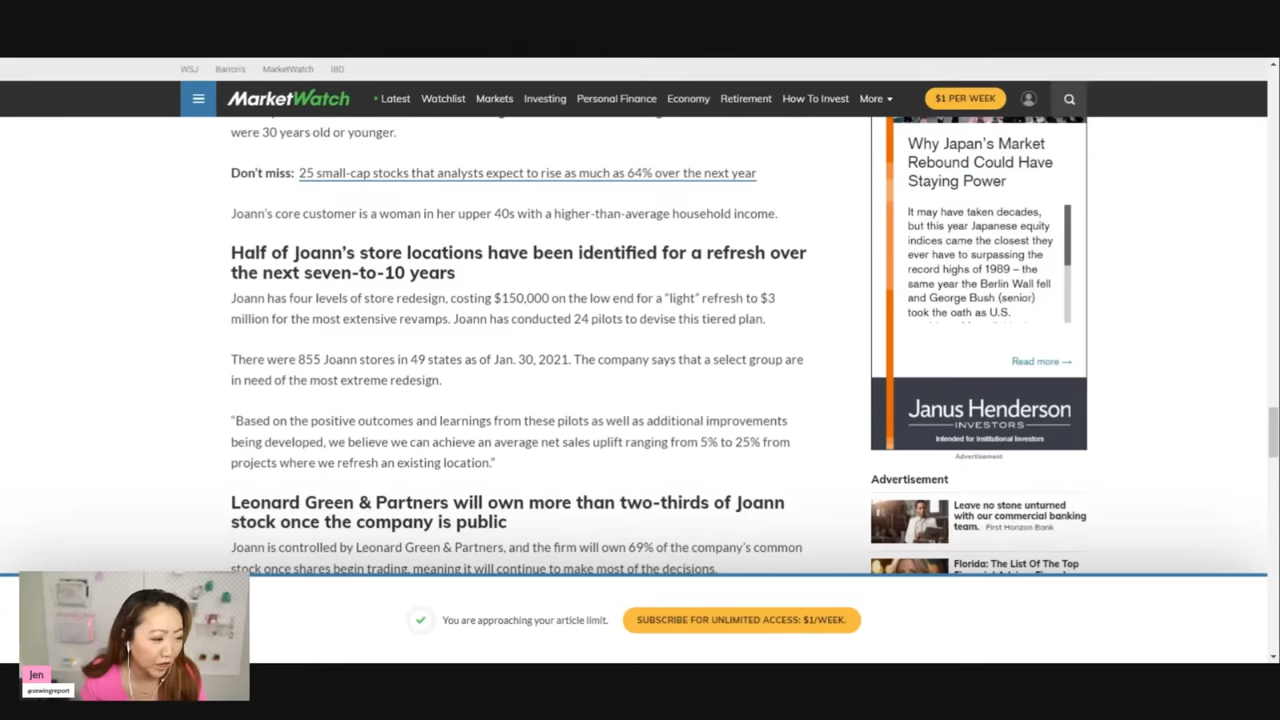 WSJ Barron's MarketWatch IBD
MarketWatch Latest Watchlist Markets Investing Personal Finance Economy Retirement How To Invest More $1 PER WEEK
were 30 years old or younger.
Don't miss: 25 small-cap stocks that analysts expect to rise as much as 64% over the next year
Joann's core customer is a woman in her upper 40s with a higher-than-average household income.
Half of Joann's store locations have been identified for a refresh over
the next seven-to-10 years
Joann has four levels of store redesign, costing $150,000 on the low end for a "light" refresh to $3
million for the most extensive revamps. Joann has conducted 24 pilots to devise this tiered plan.
There were 855 Joann stores in 49 states as of Jan. 30, 2021. The company says that a select group are
in need of the most extreme redesign.
"Based on the positive outcomes and learnings from these pilots as well as additional improvements
being developed, we believe we can achieve an average net sales uplift ranging from 5% to 25% from
projects where we refresh an existing location."
Leonard Green & Partners will own more than two-thirds of Joann
stock once the company is public
Joann is controlled by Leonard Green & Partners, and the firm will own 69% of the company's common
stock once shares begin trading, meaning it will continue to make most of the decisions.
Why Japan's Market
Rebound Could Have
Staying Power
It may have taken decades,
but this year Japanese equity
indices came the closest they
ever have to surpassing the
record highs of 1989 – the
same year the Berlin Wall fell
and George Bush (senior)
took the oath as U.S.
Read more →
Janus Henderson
INVESTORS
Intended for Institutional Investors
Advertisement
Advertisement
Leave no stone unturned
with our commercial banking
team. First Horizon Bank
Florida: The List Of The Top
You are approaching your article limit. SUBSCRIBE FOR UNLIMITED ACCESS: $1/WEEK.
Jen
@sewingreport